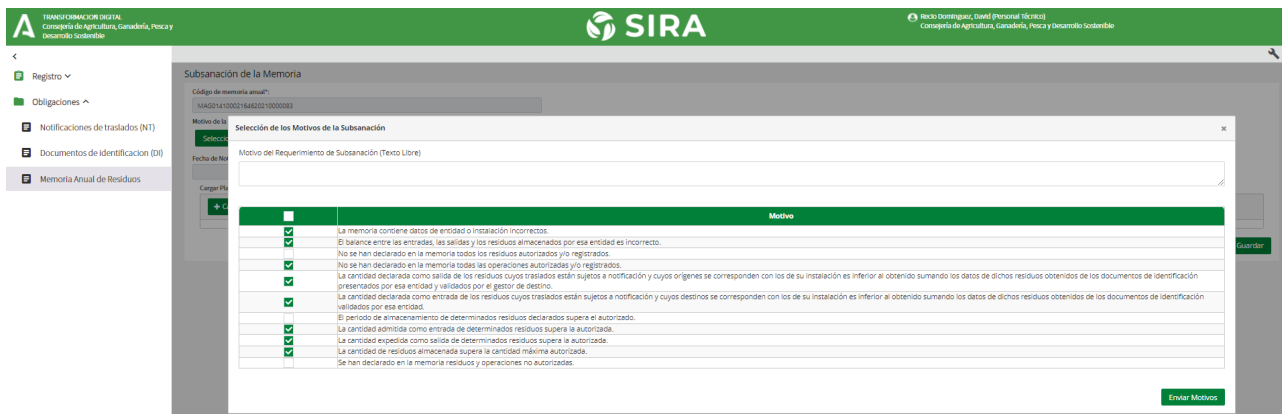 TRANSFORMACION DIGITAL
Consejería de Agricultura, Ganadería, Pesca y
Desarrollo Sostenible
SIRA
Recio Dominguez, David (Personal Técnico)
Consejería de Agricultura, Ganadería, Pesca y Desarrollo Sostenible
Registro
Obligaciones
Notificaciones de traslados (NT)
Documentos de identificacion (DI)
Memoria Anual de Residuos
Subsanación de la Memoria
Código de memoria anual*:
MAG01410002164620210000083
Motivo de la
Selecci
Fecha de Not
Cargar Pla
+ C
Guardar
Selección de los Motivos de la Subsanación
Motivo del Requerimiento de Subsanación (Texto Libre)
Motivo
La memoria contiene datos de entidad o instalación incorrectos.
El balance entre las entradas, las salidas y los residuos almacenados por esa entidad es incorrecto.
No se han declarado en la memoria todos los residuos autorizados y/o registrados.
No se han declarado en la memoria todas las operaciones autorizadas y/o registrados.
La cantidad declarada como salida de los residuos cuyos traslados están sujetos a notificación y cuyos orígenes se corresponden con los de su instalación es inferior al obtenido sumando los datos de dichos residuos obtenidos de los documentos de identificación
presentados por esa entidad y validados por el gestor de destino.
La cantidad declarada como entrada de los residuos cuyos traslados están sujetos a notificación y cuyos destinos se corresponden con los de su instalación es inferior al obtenido sumando los datos de dichos residuos obtenidos de los documentos de identificación
validados por esa entidad.
El periodo de almacenamiento de determinados residuos declarados supera el autorizado.
La cantidad admitida como entrada de determinados residuos supera la autorizada.
La cantidad expedida como salida de determinados residuos supera la autorizada.
La cantidad de residuos almacenada supera la cantidad máxima autorizada.
Se han declarado en la memoria residuos y operaciones no autorizadas.
Enviar Motivos